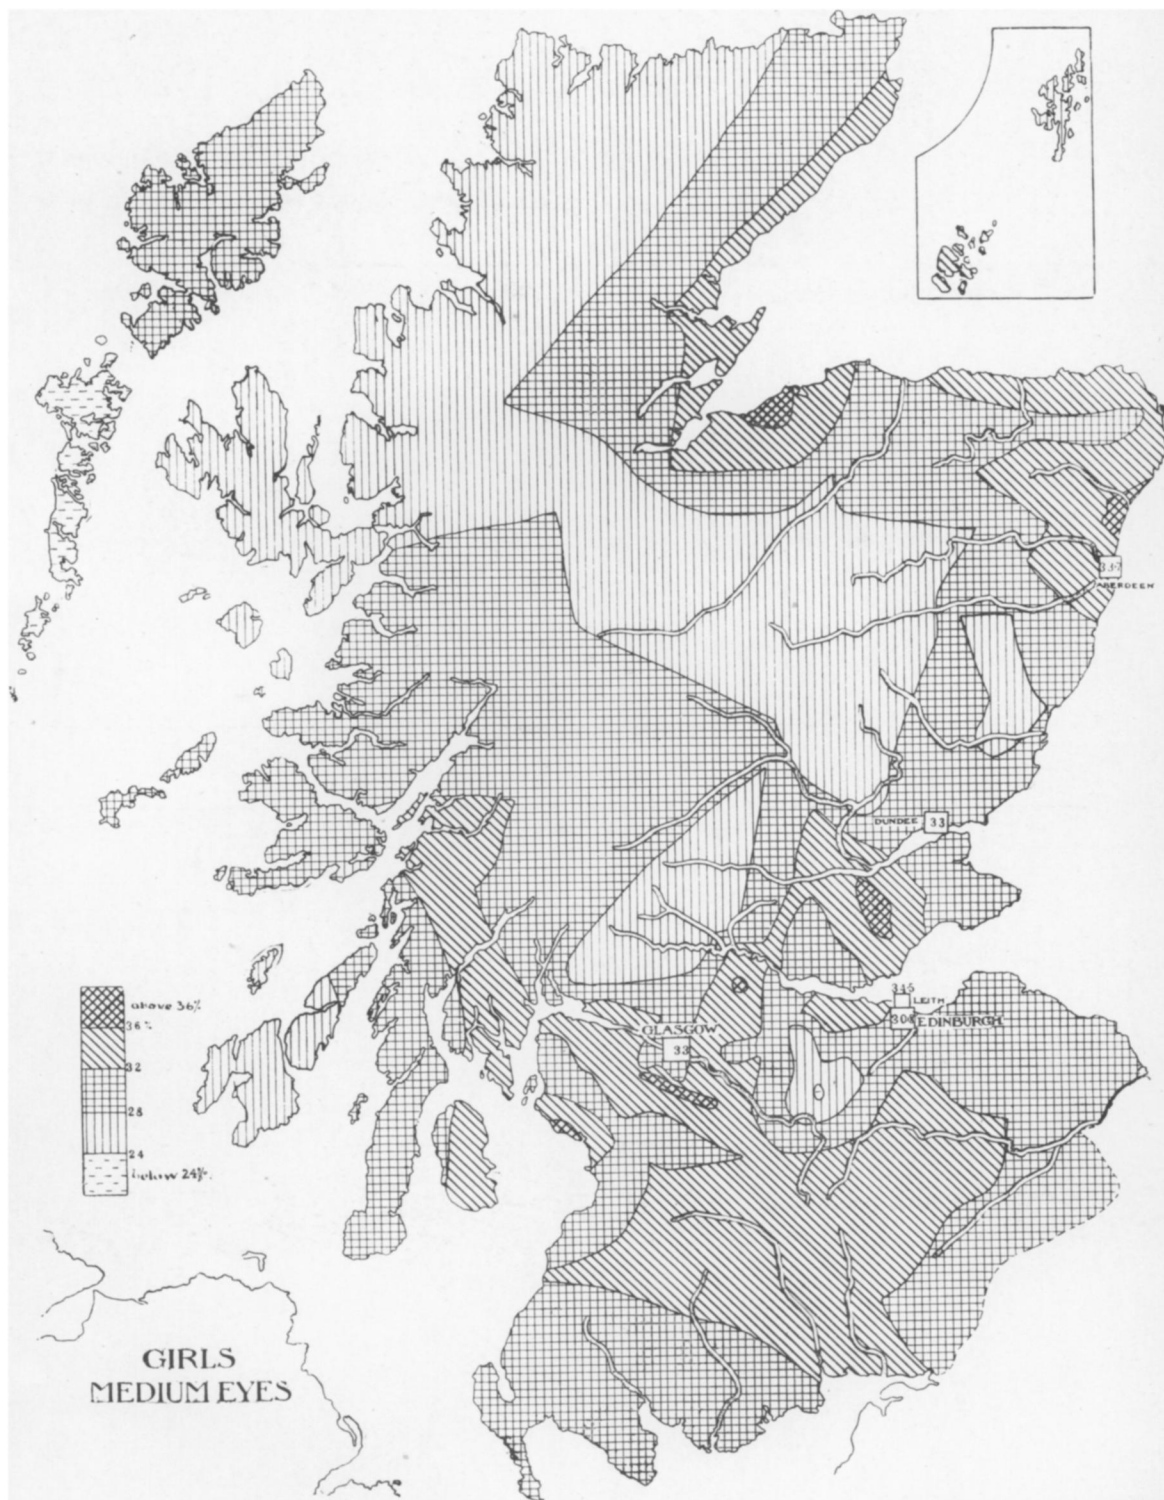 ABERDEEN
DUNDEE 33
34·5
LEITH
30·4 EDINBURGH
GLASGOW
33
above 36%
36%
32
28
24
below 24%
GIRLS
MEDIUM EYES